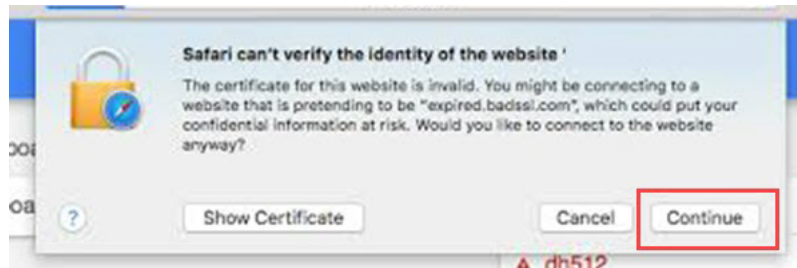 Safari can't verify the identity of the website '
The certificate for this website is invalid. You might be connecting to a
website that is pretending to be "expired.badssl.com", which could put your
confidential information at risk. Would you like to connect to the website
anyway?
? Show Certificate Cancel Continue
dh512